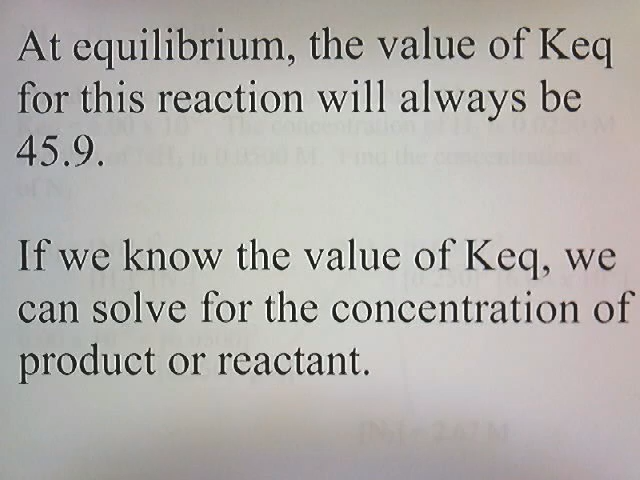 At equilibrium, the value of Keq
for this reaction will always be
45.9.
If we know the value of Keq, we
can solve for the concentration of
product or reactant.